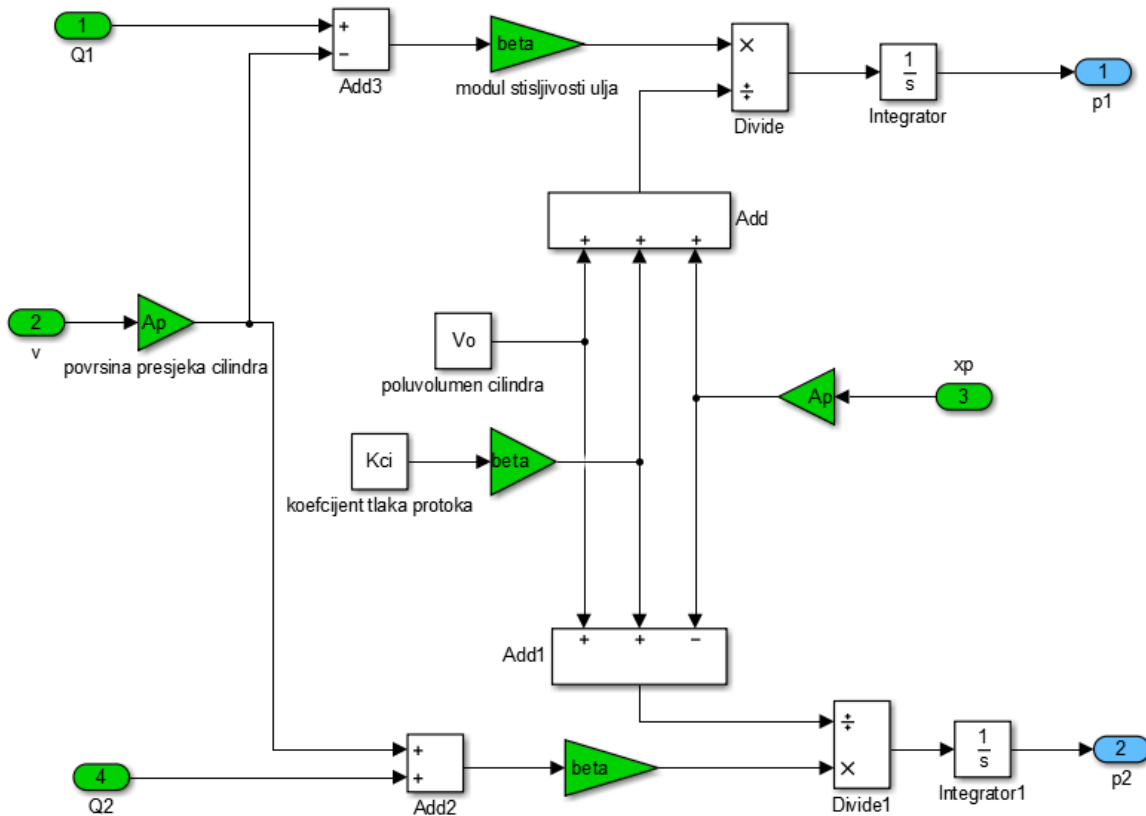 1
Q1
+
−
Add3
beta
modul stisljivosti ulja
×
÷
Divide
1
s
Integrator
1
p1
Add
+ + +
2
v
Ap
povrsina presjeka cilindra
Vo
poluvolumen cilindra
xp
3
Ap
Kci
beta
koefcijent tlaka protoka
+ + −
Add1
4
Q2
+
+
Add2
beta
÷
×
Divide1
1
s
Integrator1
2
p2